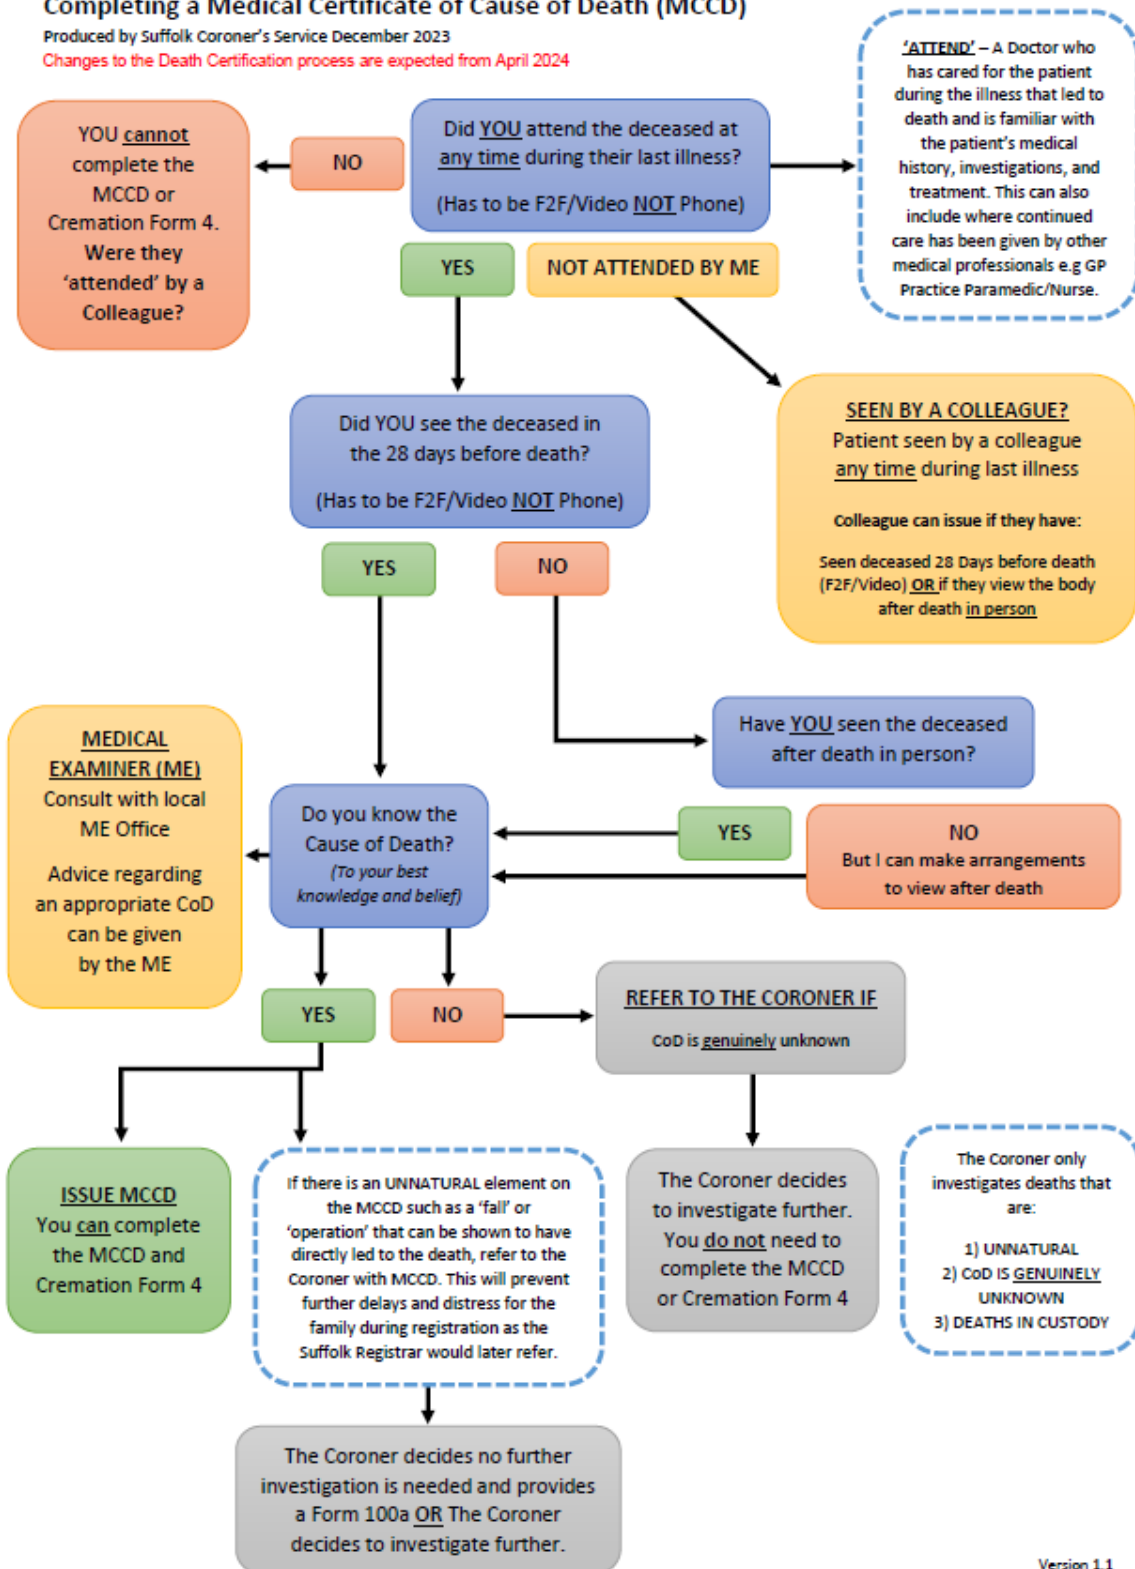 Completing a Medical Certificate of Cause of Death (MCCD)
Produced by Suffolk Coroner's Service December 2023
Changes to the Death Certification process are expected from April 2024
'ATTEND' – A Doctor who
has cared for the patient
during the illness that led to
death and is familiar with
the patient's medical
history, investigations, and
treatment. This can also
include where continued
care has been given by other
medical professionals e.g GP
Practice Paramedic/Nurse.
Did YOU attend the deceased at
any time during their last illness?
(Has to be F2F/Video NOT Phone)
NO
YOU cannot
complete the
MCCD or
Cremation Form 4.
Were they
'attended' by a
Colleague?
YES
NOT ATTENDED BY ME
SEEN BY A COLLEAGUE?
Patient seen by a colleague
any time during last illness
Colleague can issue if they have:
Seen deceased 28 Days before death
(F2F/Video) OR if they view the body
after death in person
Did YOU see the deceased in
the 28 days before death?
(Has to be F2F/Video NOT Phone)
YES
NO
Have YOU seen the deceased
after death in person?
YES
NO
But I can make arrangements
to view after death
MEDICAL
EXAMINER (ME)
Consult with local
ME Office
Advice regarding
an appropriate CoD
can be given
by the ME
Do you know the
Cause of Death?
(To your best
knowledge and belief)
YES
NO
REFER TO THE CORONER IF
CoD is genuinely unknown
ISSUE MCCD
You can complete
the MCCD and
Cremation Form 4
If there is an UNNATURAL element on
the MCCD such as a 'fall' or
'operation' that can be shown to have
directly led to the death, refer to the
Coroner with MCCD. This will prevent
further delays and distress for the
family during registration as the
Suffolk Registrar would later refer.
The Coroner decides
to investigate further.
You do not need to
complete the MCCD
or Cremation Form 4
The Coroner only
investigates deaths that
are:
1) UNNATURAL
2) CoD IS GENUINELY
UNKNOWN
3) DEATHS IN CUSTODY
The Coroner decides no further
investigation is needed and provides
a Form 100a OR The Coroner
decides to investigate further.
Version 1.1